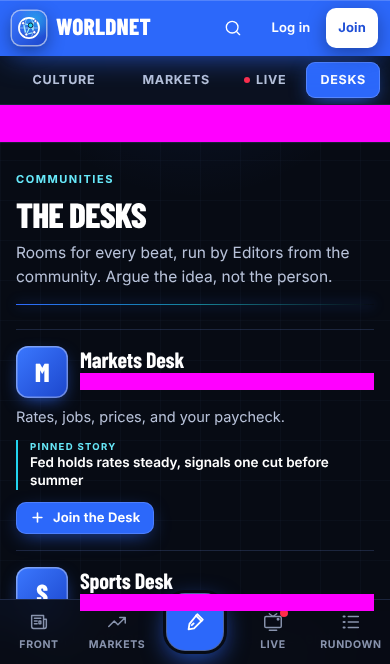 WORLDNET
Log in
Join
CULTURE
MARKETS
LIVE
DESKS
COMMUNITIES
THE DESKS
Rooms for every beat, run by Editors from the
community. Argue the idea, not the person.
M
Markets Desk
Rates, jobs, prices, and your paycheck.
PINNED STORY
Fed holds rates steady, signals one cut before
summer
Join the Desk
S
Sports Desk
FRONT
MARKETS
LIVE
RUNDOWN